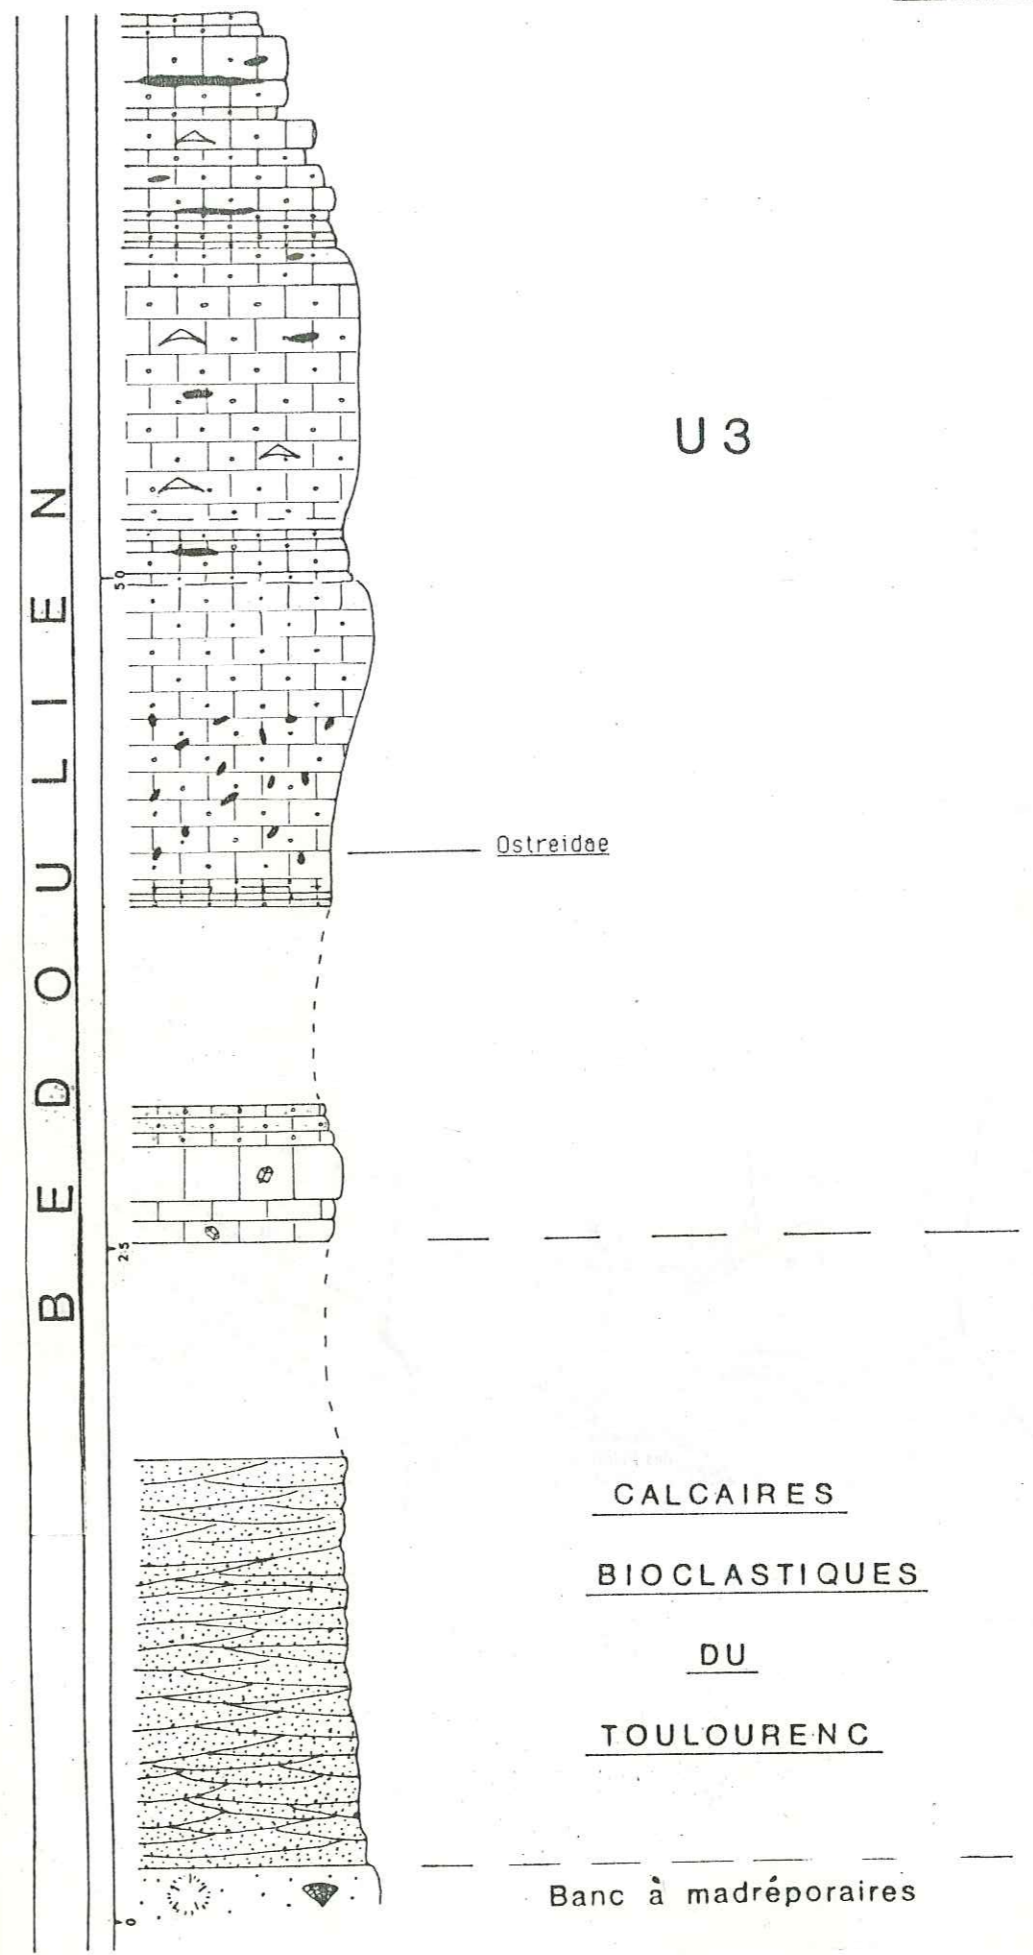 BEDOULIEN
U3
50
Ostreidae
25
CALCAIRES
BIOCLASTIQUES
DU
TOULOURENC
Banc à madréporaires
0